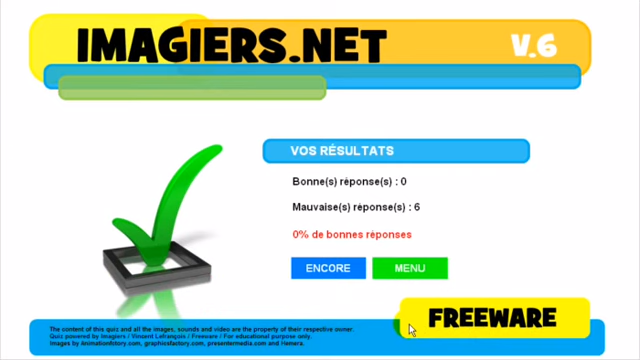 IMAGIERS.NET
V.6
VOS RÉSULTATS
Bonne(s) réponse(s) : 0
Mauvaise(s) réponse(s) : 6
0% de bonnes réponses
ENCORE
MENU
FREEWARE
The content of this quiz and all the images, sounds and video are the property of their respective owner.
Quiz powered by Imagiers / Vincent Lefrançois / Freeware / For educational purpose only.
Images by Animationfctory.com, graphicsfactory.com, presentermedia.com and Hemera.